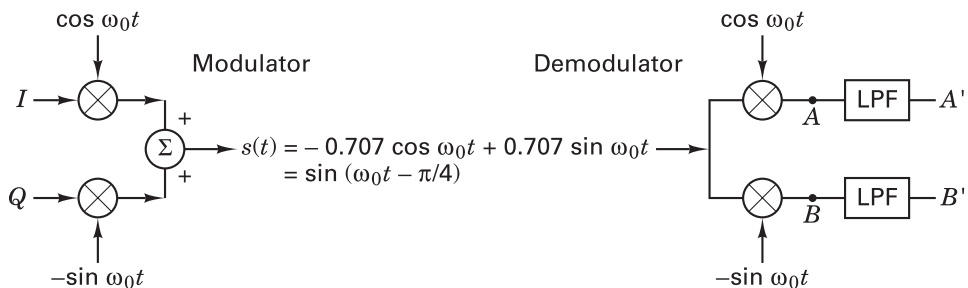 cos ω₀t
cos ω₀t
Modulator
Demodulator
I
+
Σ
+
s(t) = – 0.707 cos ω₀t + 0.707 sin ω₀t
= sin (ω₀t – π/4)
A
LPF
A'
Q
B
LPF
B'
–sin ω₀t
–sin ω₀t